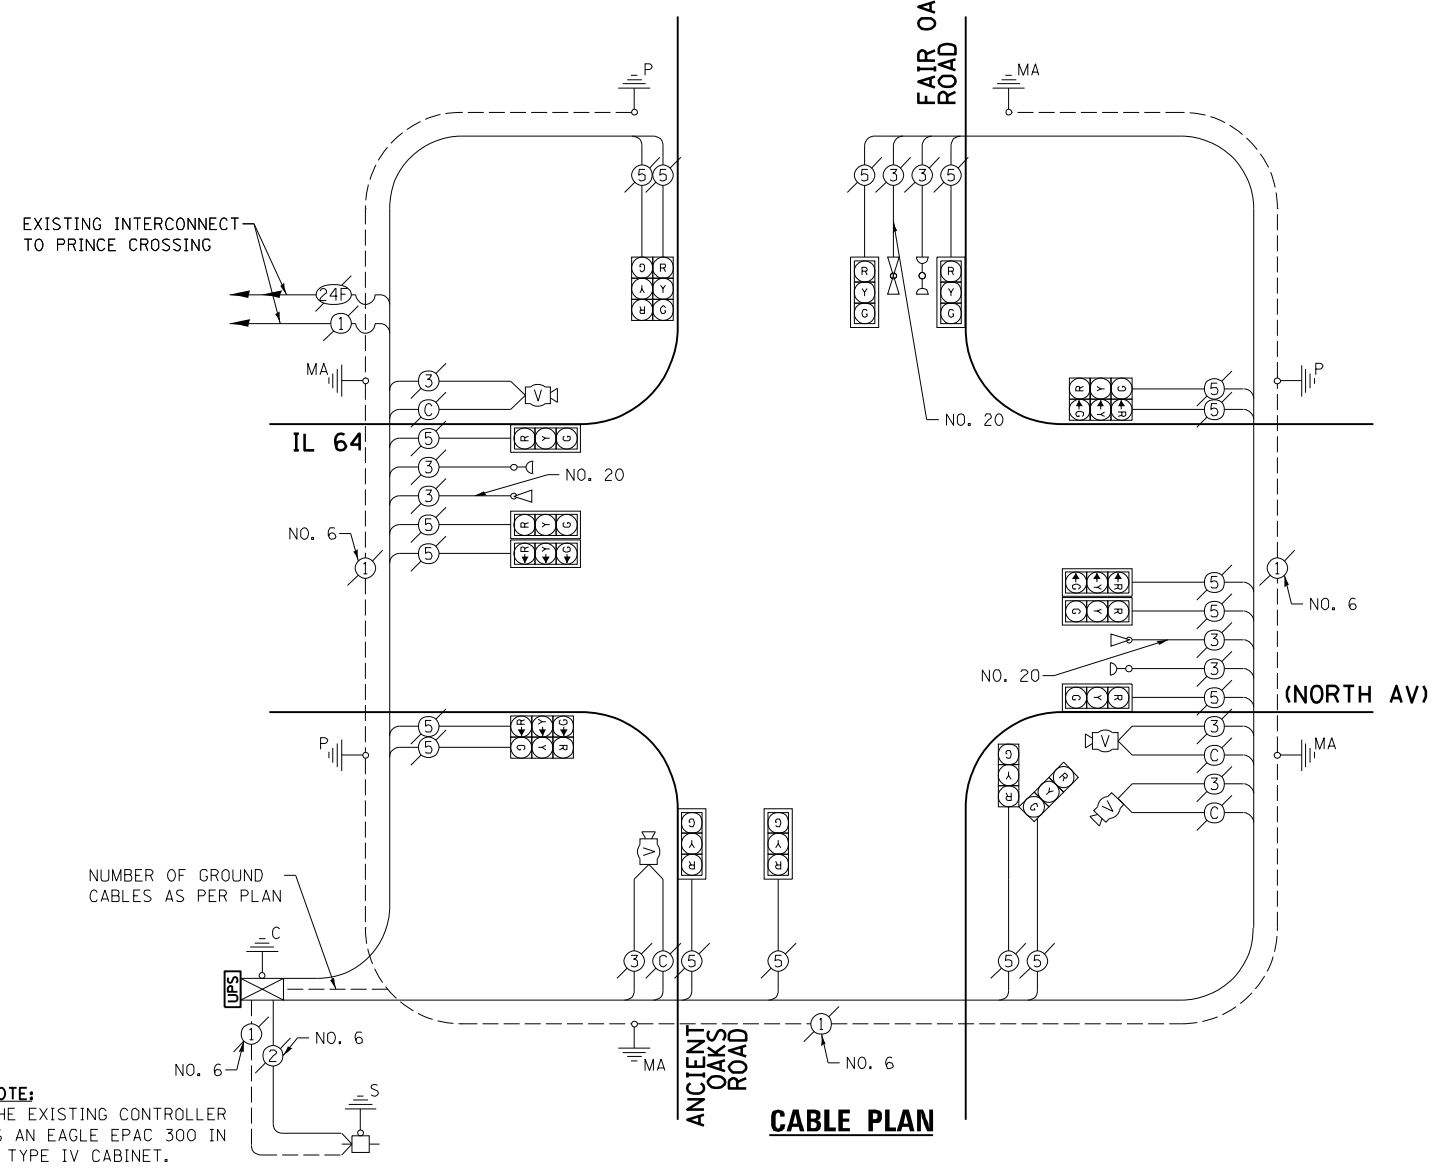 FAIR OA
ROAD
P
MA
5 5
5 3 3 5
EXISTING INTERCONNECT
TO PRINCE CROSSING
G R
Y Y
R G
R R
Y Y
G G
24F
1
MA
P
3
V
C
R Y G 5
G Y R 5
NO. 20
IL 64
5 R Y G
3
NO. 20
3
5 R Y G
NO. 6
5 R Y G
1
1
G Y R 5
NO. 6
G Y R 5
3
NO. 20
3
G Y R 5
(NORTH AV)
5 R Y G
5 G Y R
P
3
V
C
MA
3
V
C
G
Y
R
R
Y
G
V
G
Y
R
G
Y
R
NUMBER OF GROUND
CABLES AS PER PLAN
C
UPS
3 C 5 5 5 5
1
NO. 6
2
NO. 6
MA
1
NO. 6
ANCIENT
OAKS
ROAD
S
OTE:
HE EXISTING CONTROLLER
S AN EAGLE EPAC 300 IN
TYPE IV CABINET.
CABLE PLAN